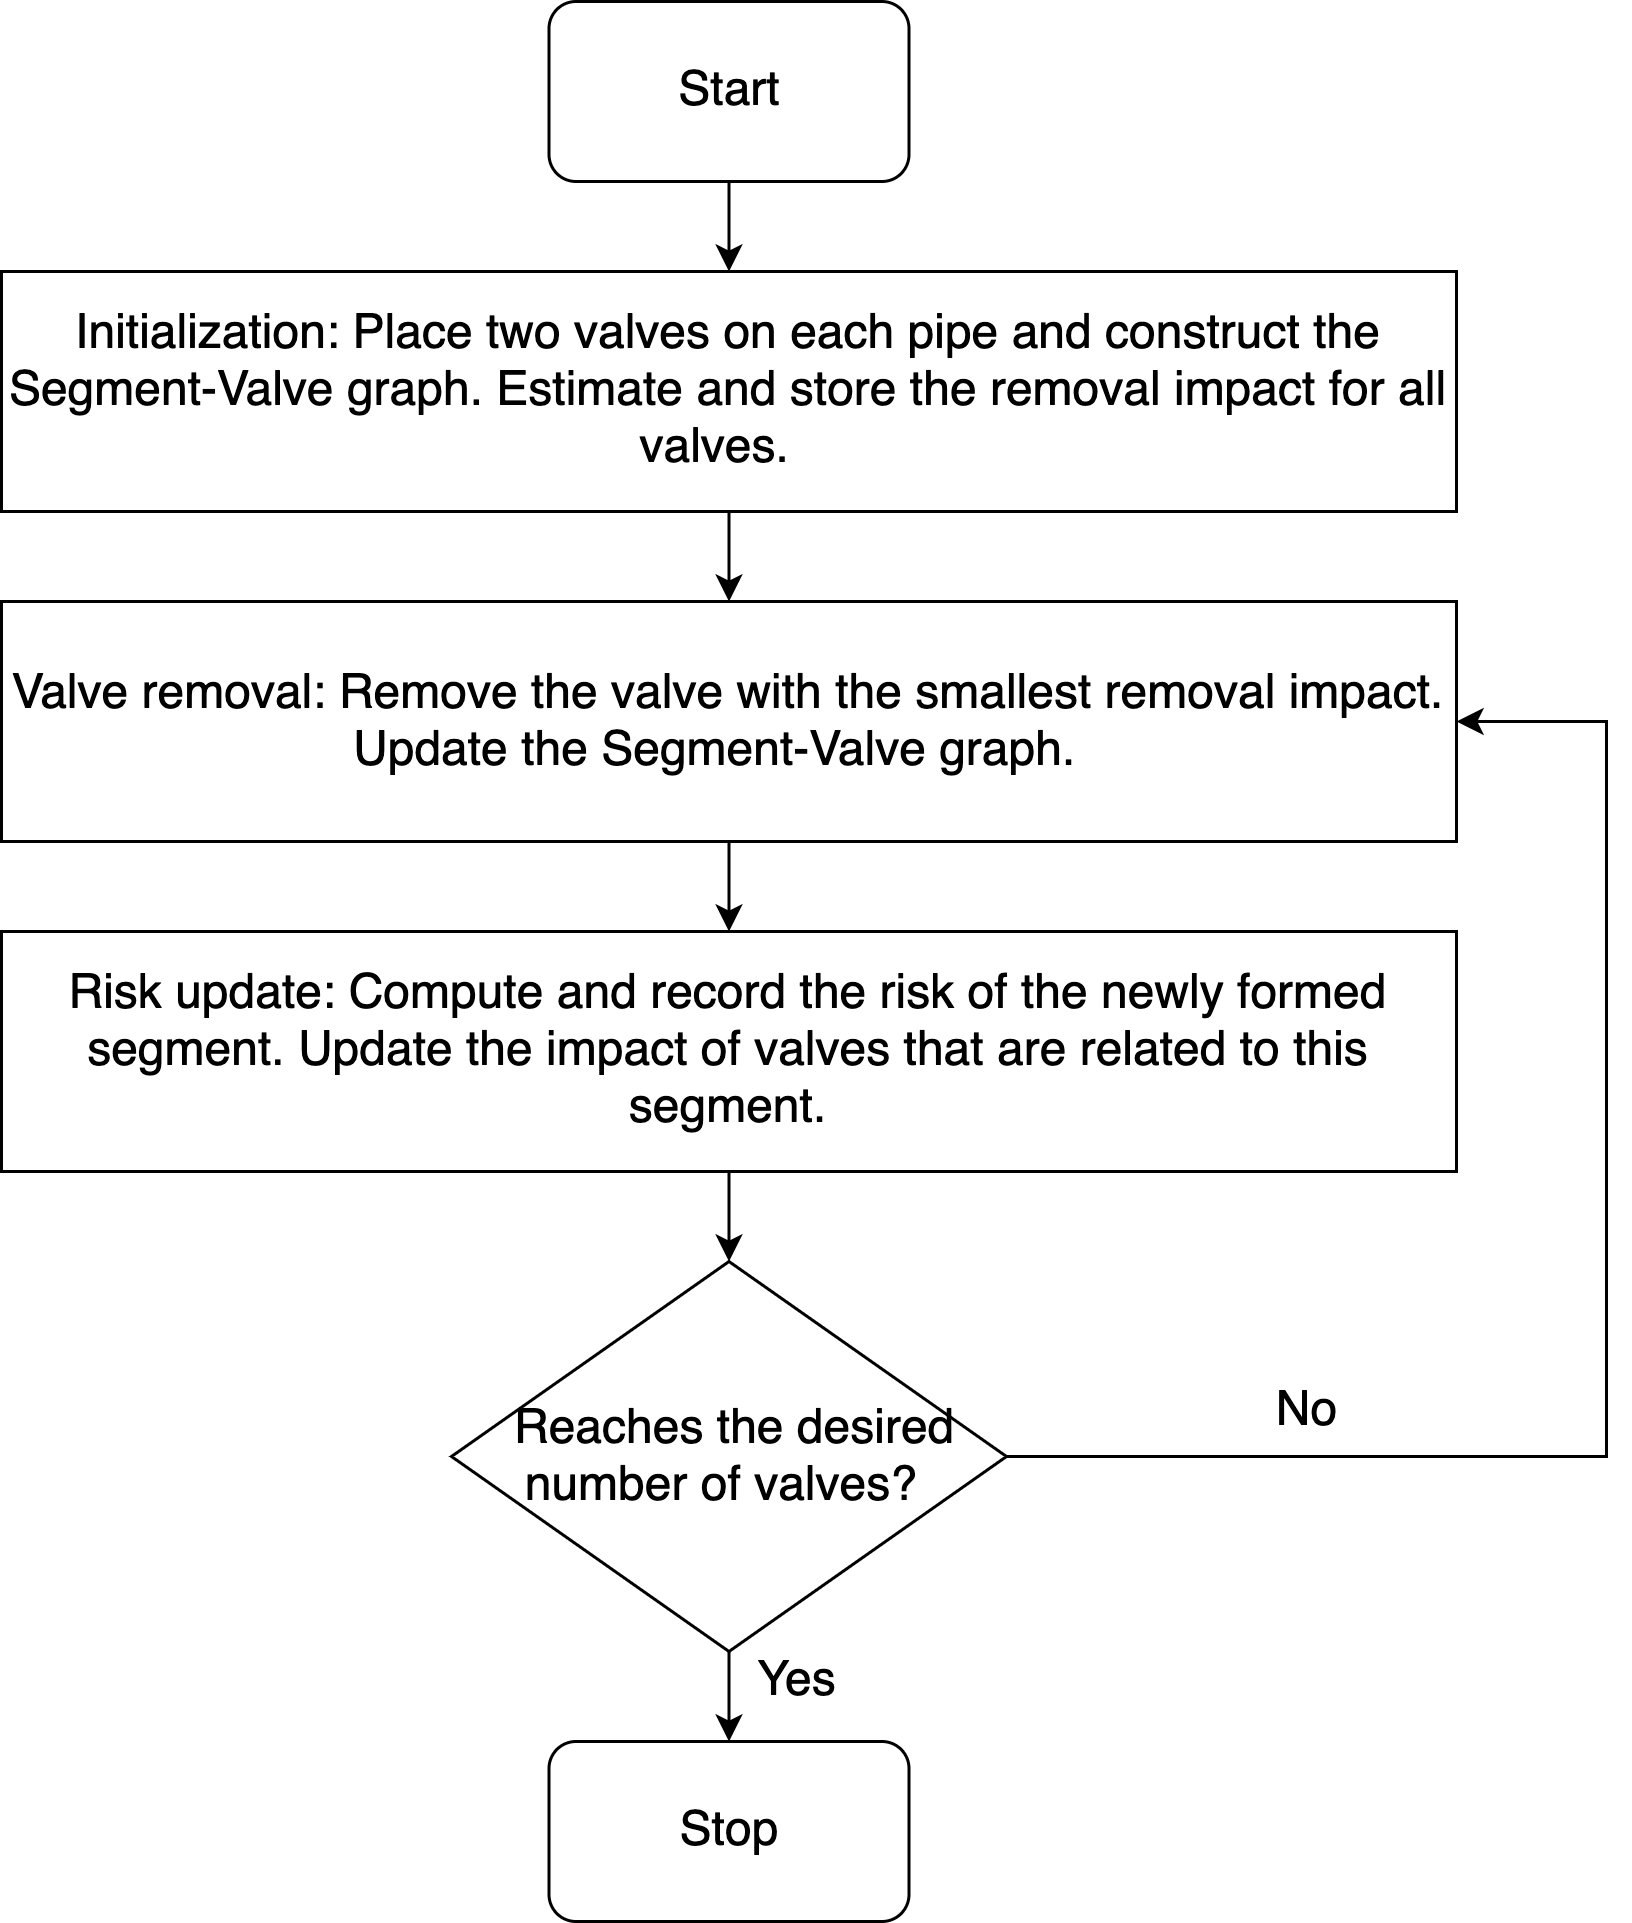 Start
Initialization: Place two valves on each pipe and construct the
Segment-Valve graph. Estimate and store the removal impact for all
valves.
Valve removal: Remove the valve with the smallest removal impact.
Update the Segment-Valve graph.
Risk update: Compute and record the risk of the newly formed
segment. Update the impact of valves that are related to this
segment.
Reaches the desired
number of valves?
No
Yes
Stop